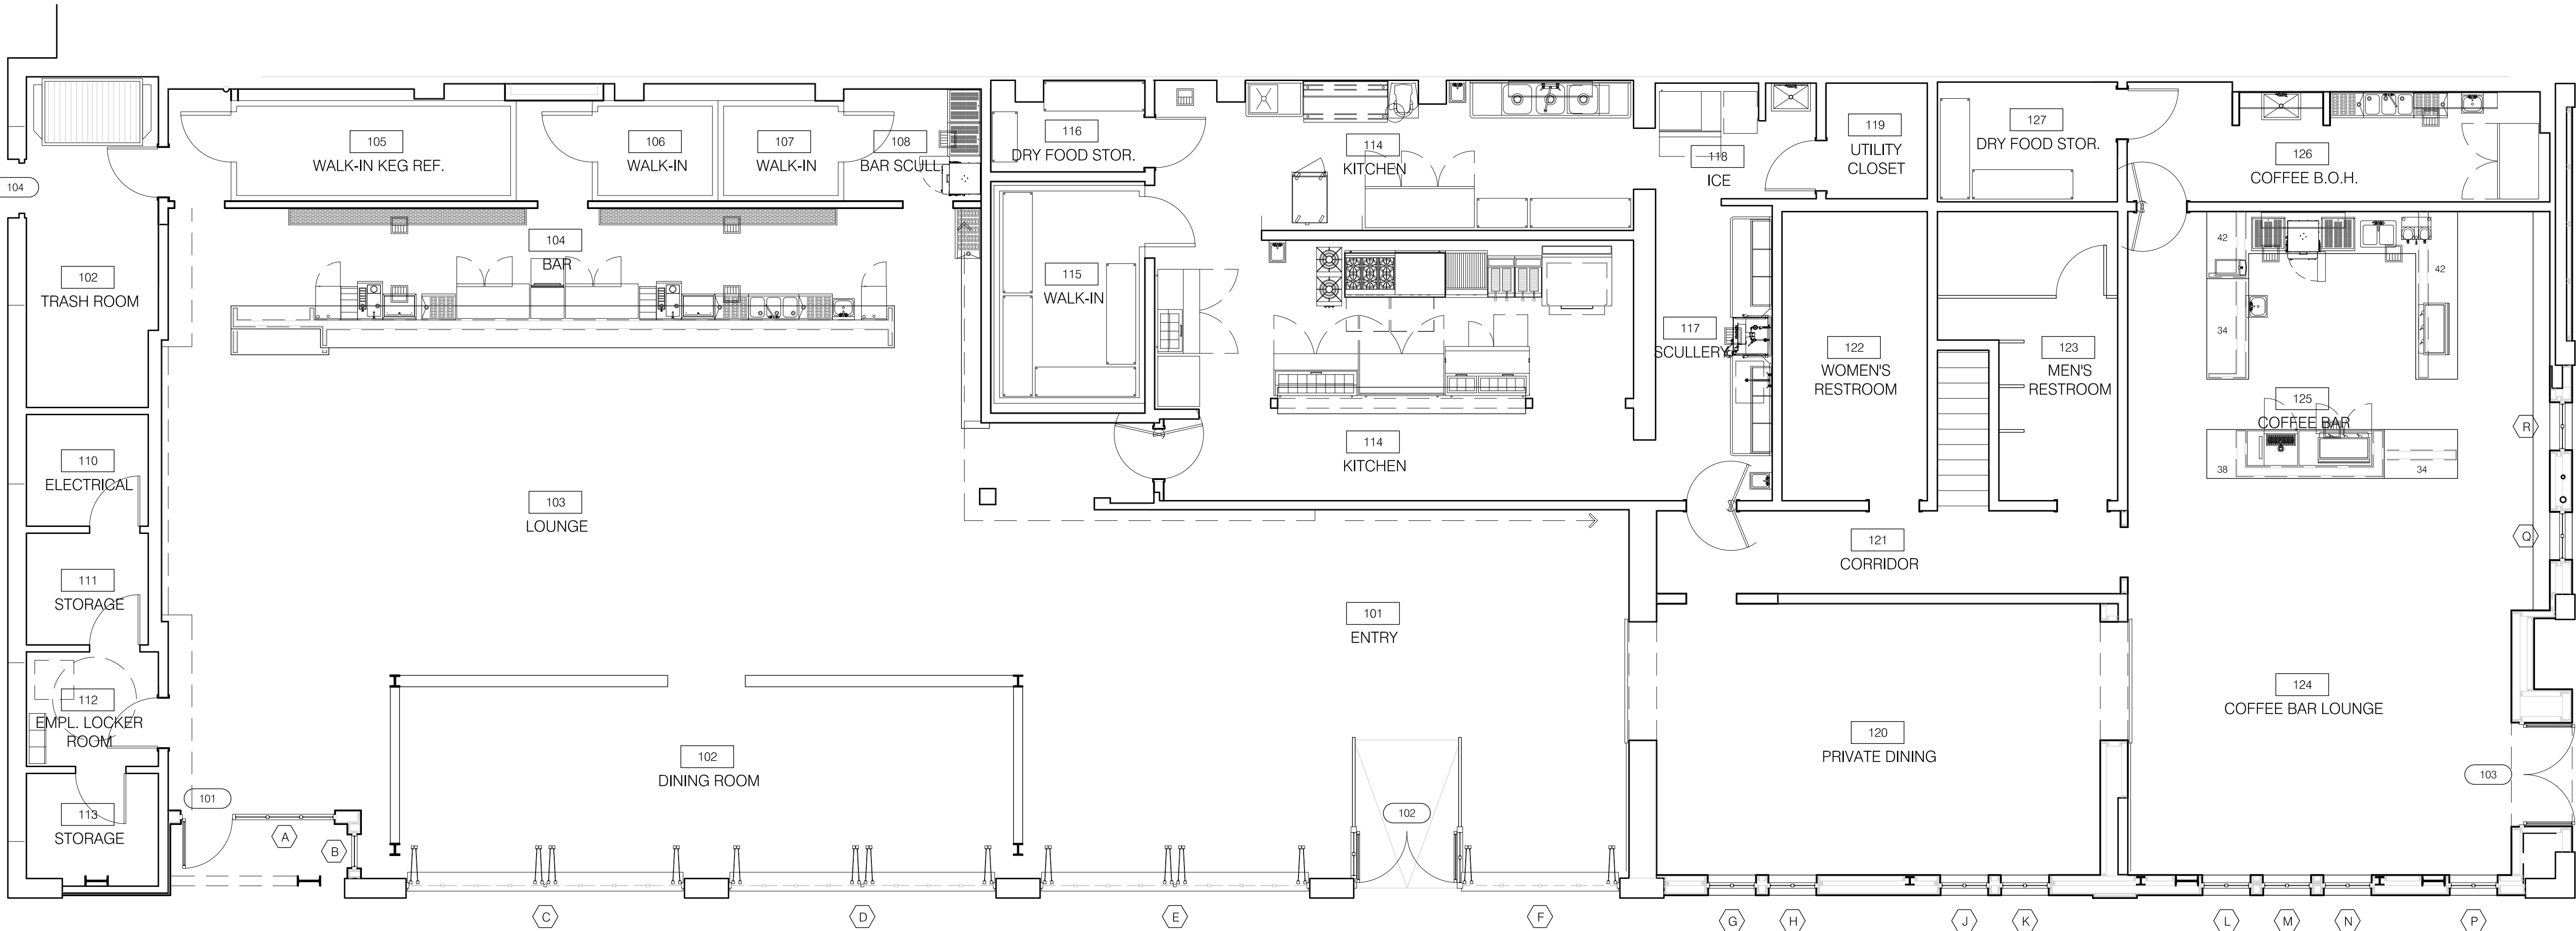 104
102
TRASH ROOM
110
ELECTRICAL
111
STORAGE
112
EMPL. LOCKER
ROOM
113
STORAGE
101
A
B
105
WALK-IN KEG REF.
106
WALK-IN
107
WALK-IN
108
BAR SCULL.
104
BAR
103
LOUNGE
102
DINING ROOM
116
DRY FOOD STOR.
115
WALK-IN
114
KITCHEN
114
KITCHEN
101
ENTRY
102
118
ICE
119
UTILITY
CLOSET
117
SCULLERY
122
WOMEN'S
RESTROOM
123
MEN'S
RESTROOM
121
CORRIDOR
120
PRIVATE DINING
127
DRY FOOD STOR.
126
COFFEE B.O.H.
42
42
34
125
COFFEE BAR
38
34
R
Q
124
COFFEE BAR LOUNGE
103
C
D
E
F
G
H
J
K
L
M
N
P